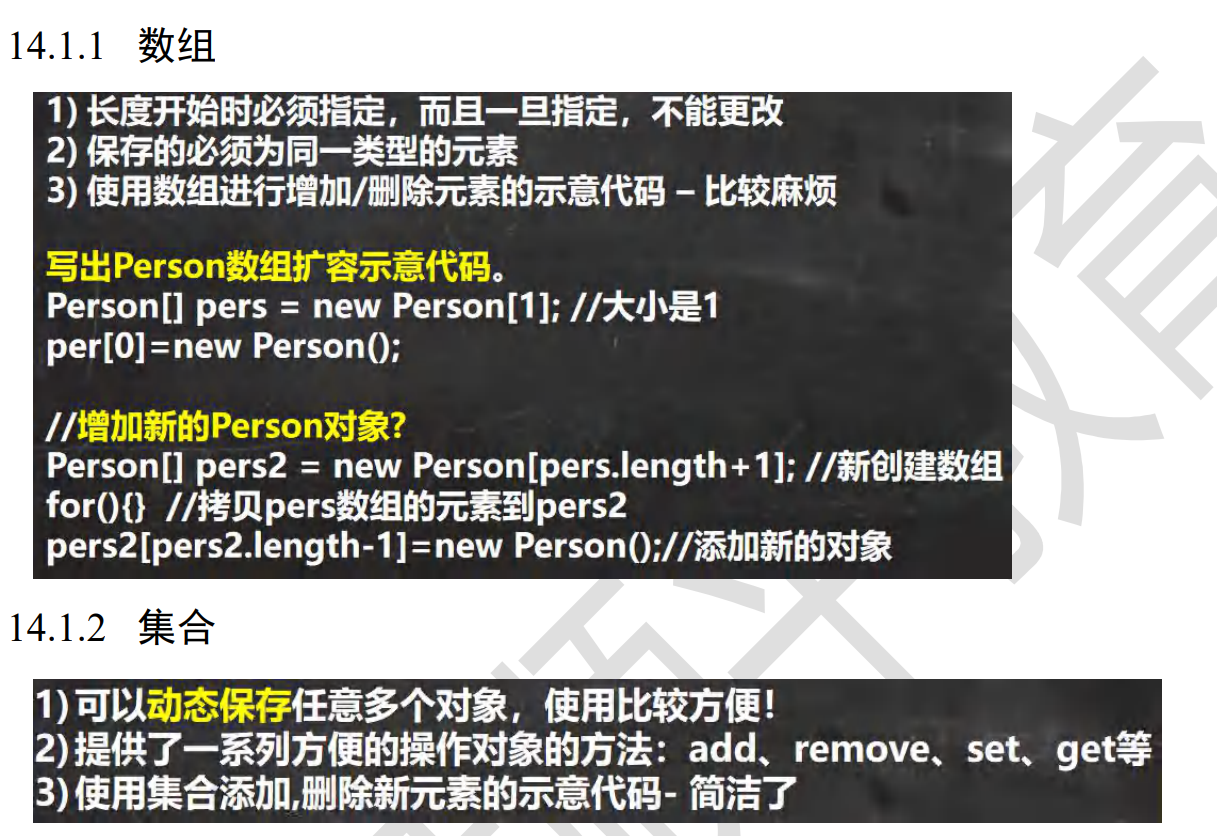 14.1.1 数组
1) 长度开始时必须指定，而且一旦指定，不能更改
2) 保存的必须为同一类型的元素
3) 使用数组进行增加/删除元素的示意代码 – 比较麻烦
写出Person数组扩容示意代码。
Person[] pers = new Person[1]; //大小是1
per[0]=new Person();
//增加新的Person对象?
Person[] pers2 = new Person[pers.length+1]; //新创建数组
for(){} //拷贝pers数组的元素到pers2
pers2[pers2.length-1]=new Person();//添加新的对象
14.1.2 集合
1) 可以动态保存任意多个对象，使用比较方便!
2) 提供了一系列方便的操作对象的方法：add、remove、set、get等
3) 使用集合添加,删除新元素的示意代码- 简洁了